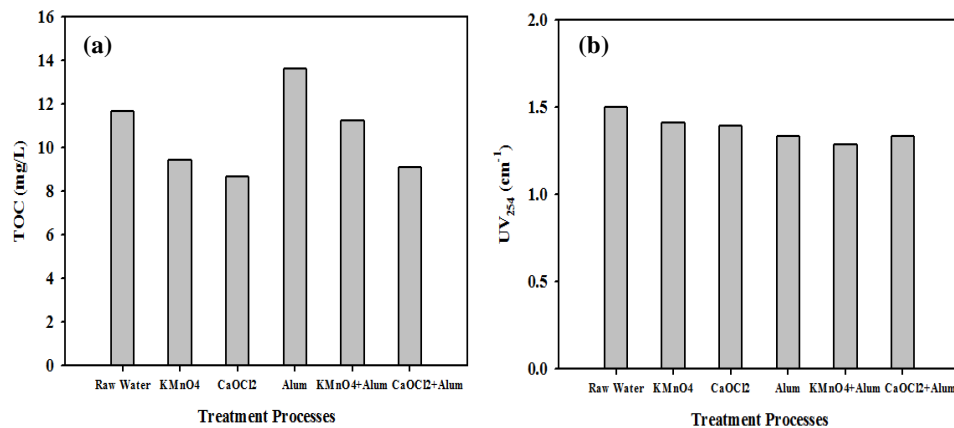 (a)
TOC (mg/L)
16
14
12
10
8
6
4
2
0
Raw Water KMnO4 CaOCl2 Alum KMnO4+Alum CaOCl2+Alum
Treatment Processes
(b)
UV254 (cm-1)
2.0
1.5
1.0
0.5
0.0
Raw Water KMnO4 CaOCl2 Alum KMnO4+Alum CaOCl2+Alum
Treatment Processes